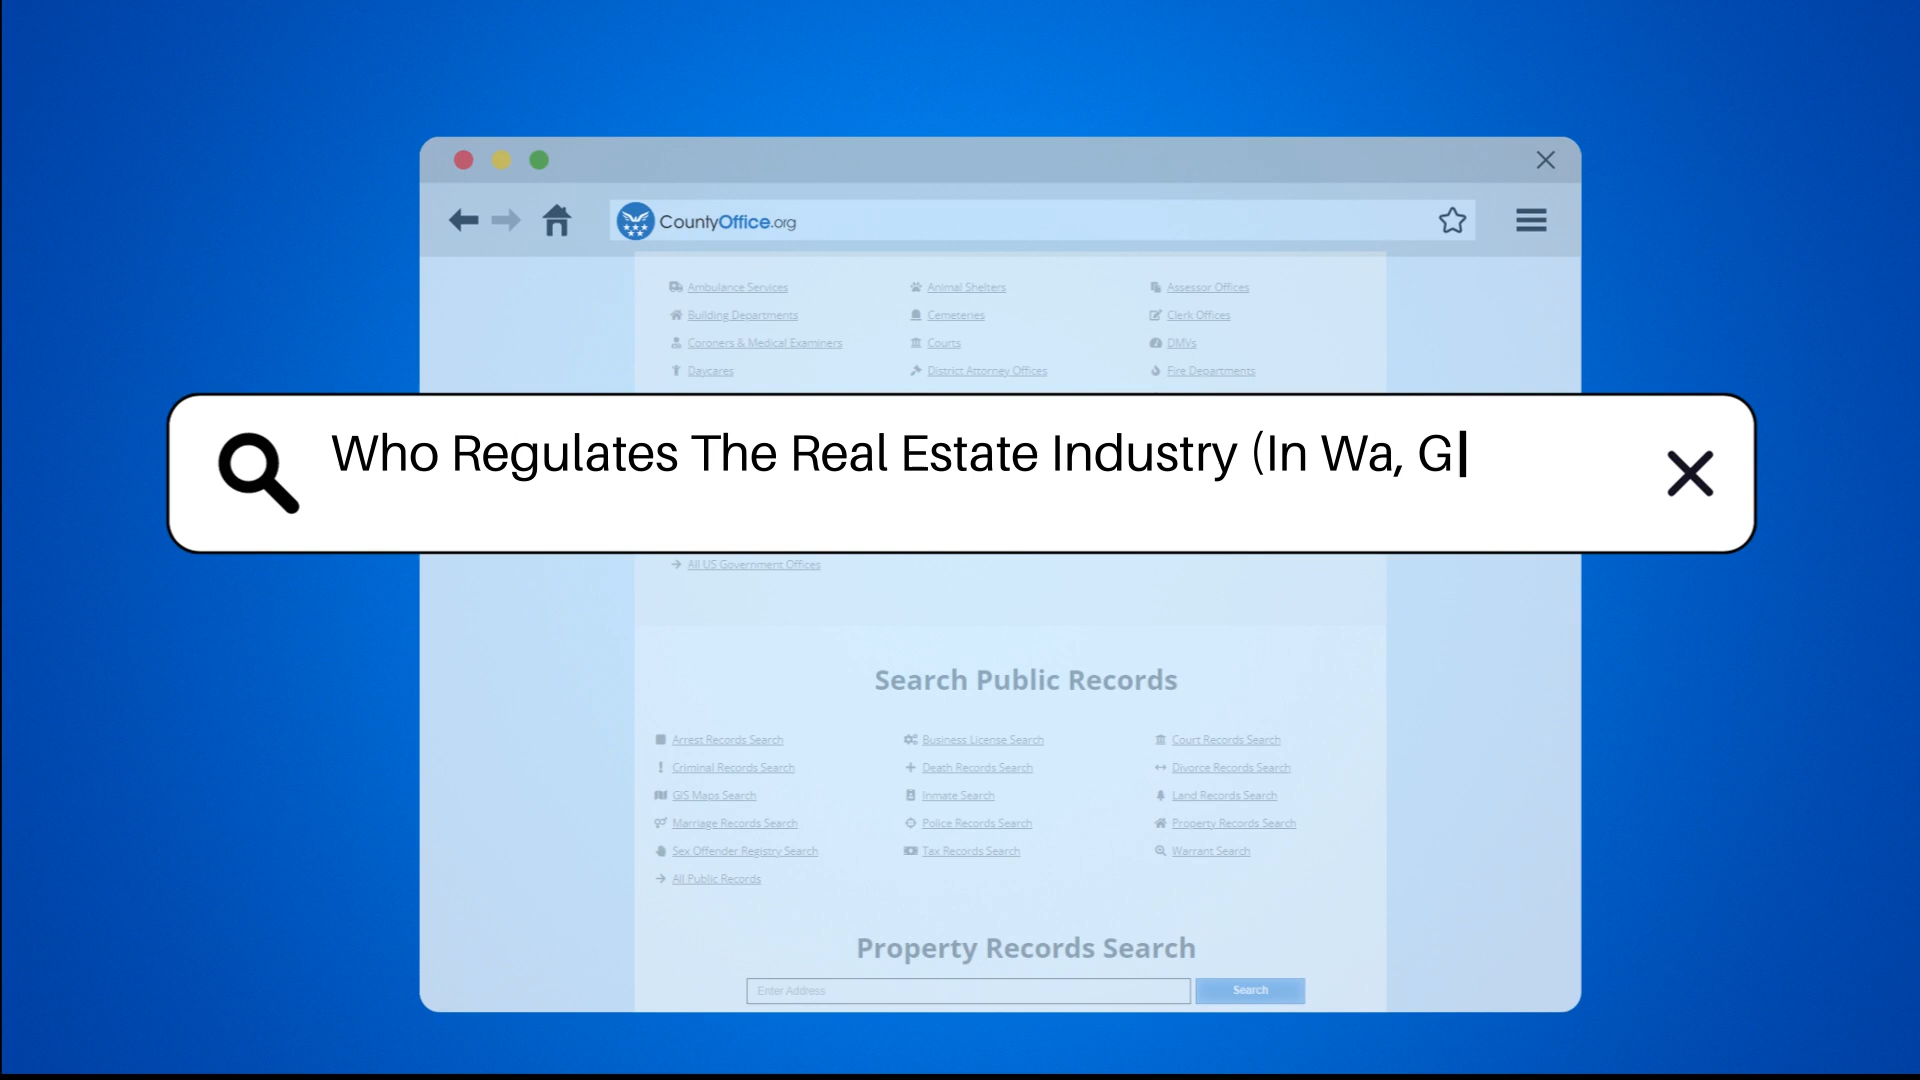 CountyOffice.org
Ambulance Services Animal Shelters Assessor Offices
Building Departments Cemeteries Clerk Offices
Coroners & Medical Examiners Courts DMVs
Daycares District Attorney Offices Fire Departments
Who Regulates The Real Estate Industry (In Wa, G
All US Government Offices
Search Public Records
Arrest Records Search Business License Search Court Records Search
Criminal Records Search Death Records Search Divorce Records Search
GIS Maps Search Inmate Search Land Records Search
Marriage Records Search Police Records Search Property Records Search
Sex Offender Registry Search Tax Records Search Warrant Search
All Public Records
Property Records Search
Enter Address Search